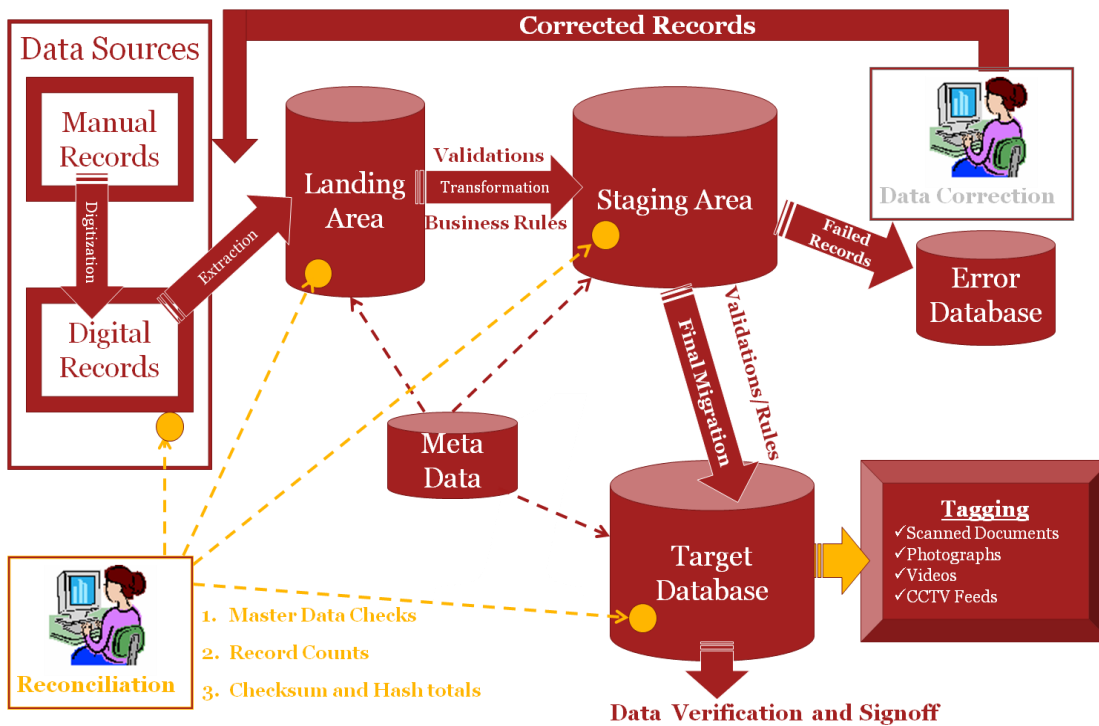 Corrected Records
Data Sources
Manual
Records
Digitization
Digital
Records
Extraction
Landing
Area
Validations
Transformation
Business Rules
Staging Area
Failed
Records
Data Correction
Error
Database
Final Migration
Validations/Rules
Meta
Data
Target
Database
Tagging
✓Scanned Documents
✓Photographs
✓Videos
✓CCTV Feeds
Reconciliation
1. Master Data Checks
2. Record Counts
3. Checksum and Hash totals
Data Verification and Signoff